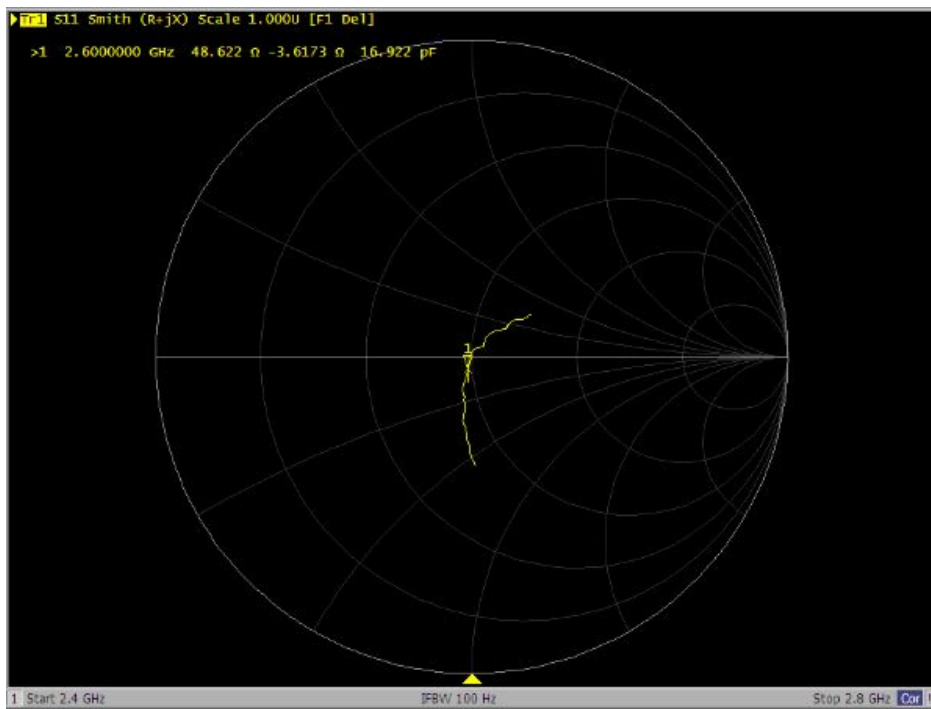 Tr1 S11 Smith (R+jX) Scale 1.000U [F1 Del]
>1 2.6000000 GHz 48.622 Ω -3.6173 Ω 16.922 pF
1
1 Start 2.4 GHz IFBW 100 Hz Stop 2.8 GHz Cor